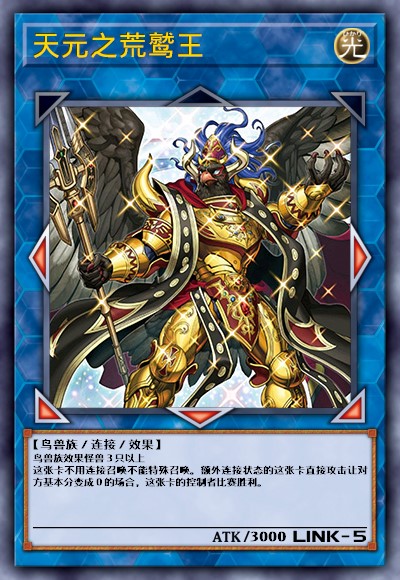 天元之荒鹫王
ひかり
光
【鸟兽族／连接／效果】
鸟兽族效果怪兽３只以上
这张卡不用连接召唤不能特殊召唤。额外连接状态的这张卡直接攻击让对
方基本分变成０的场合，这张卡的控制者比赛胜利。
ATK/3000 LINK-5